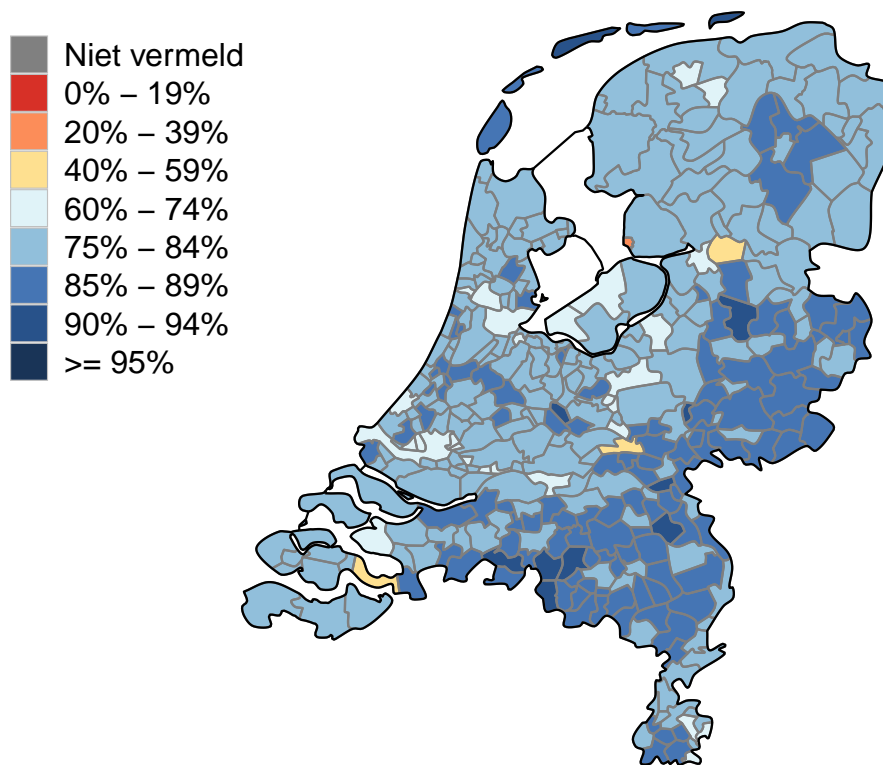 Niet vermeld
0% – 19%
20% – 39%
40% – 59%
60% – 74%
75% – 84%
85% – 89%
90% – 94%
>= 95%